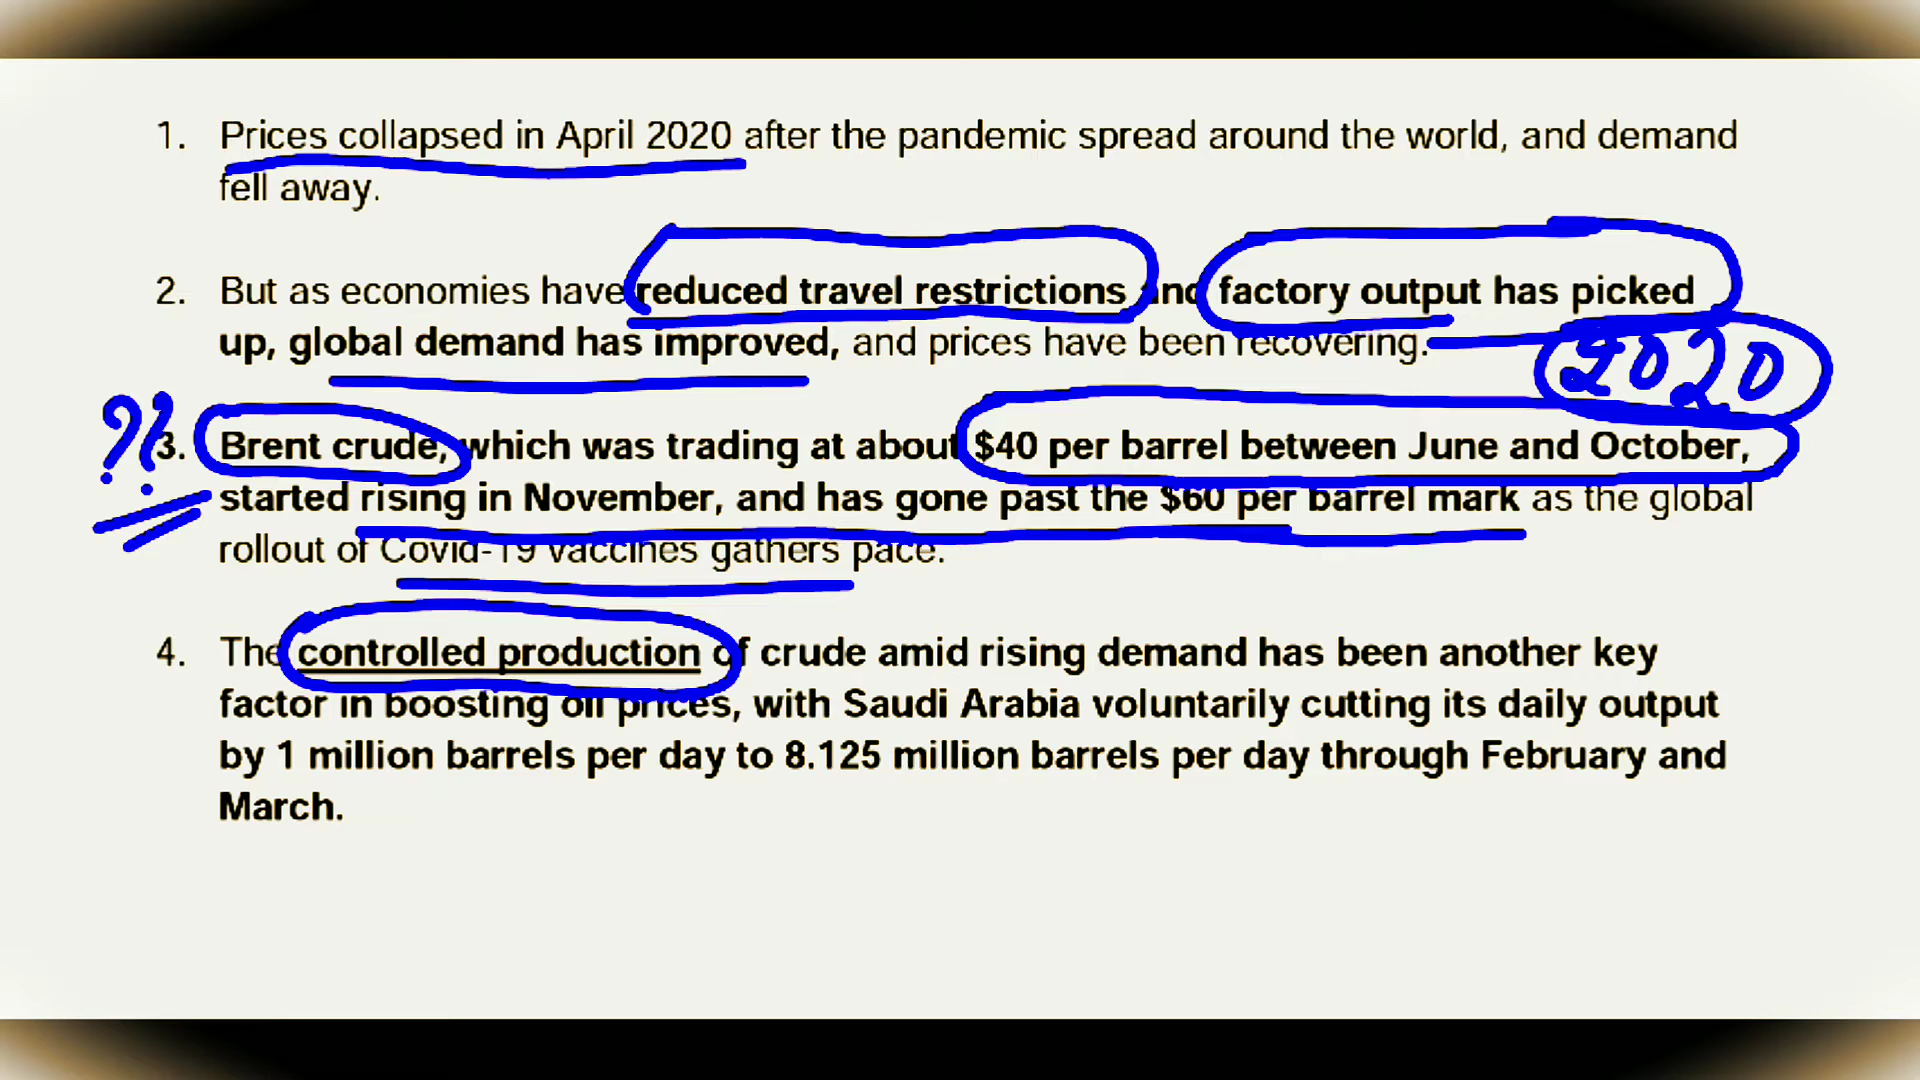 1. Prices collapsed in April 2020 after the pandemic spread around the world, and demand
fell away.
2. But as economies have reduced travel restrictions and factory output has picked
up, global demand has improved, and prices have been recovering.
2020
??
3. Brent crude, which was trading at about $40 per barrel between June and October,
started rising in November, and has gone past the $60 per barrel mark as the global
rollout of Covid-19 vaccines gathers pace.
4. The controlled production of crude amid rising demand has been another key
factor in boosting oil prices, with Saudi Arabia voluntarily cutting its daily output
by 1 million barrels per day to 8.125 million barrels per day through February and
March.